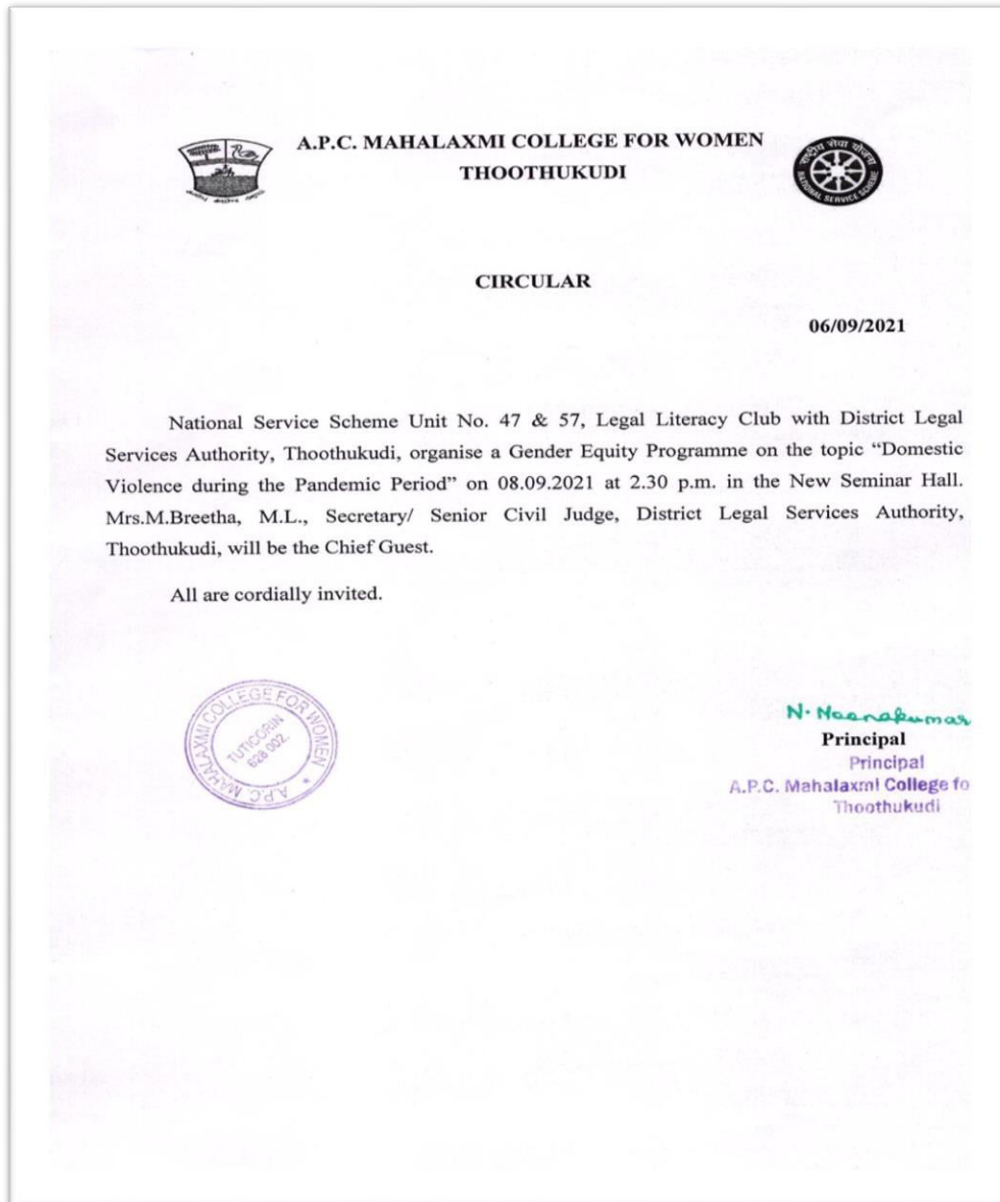 A.P.C. MAHALAXMI COLLEGE FOR WOMEN
THOOTHUKUDI
राष्ट्रीय सेवा योजना
NATIONAL SERVICE SCHEME
CIRCULAR
06/09/2021
National Service Scheme Unit No. 47 & 57, Legal Literacy Club with District Legal
Services Authority, Thoothukudi, organise a Gender Equity Programme on the topic “Domestic
Violence during the Pandemic Period” on 08.09.2021 at 2.30 p.m. in the New Seminar Hall.
Mrs.M.Breetha, M.L., Secretary/ Senior Civil Judge, District Legal Services Authority,
Thoothukudi, will be the Chief Guest.
All are cordially invited.
A.P.C. MAHALAXMI COLLEGE FOR WOMEN
TUTICORIN
628 002.
N.
Principal
Principal
A.P.C. Mahalaxmi College fo
Thoothukudi